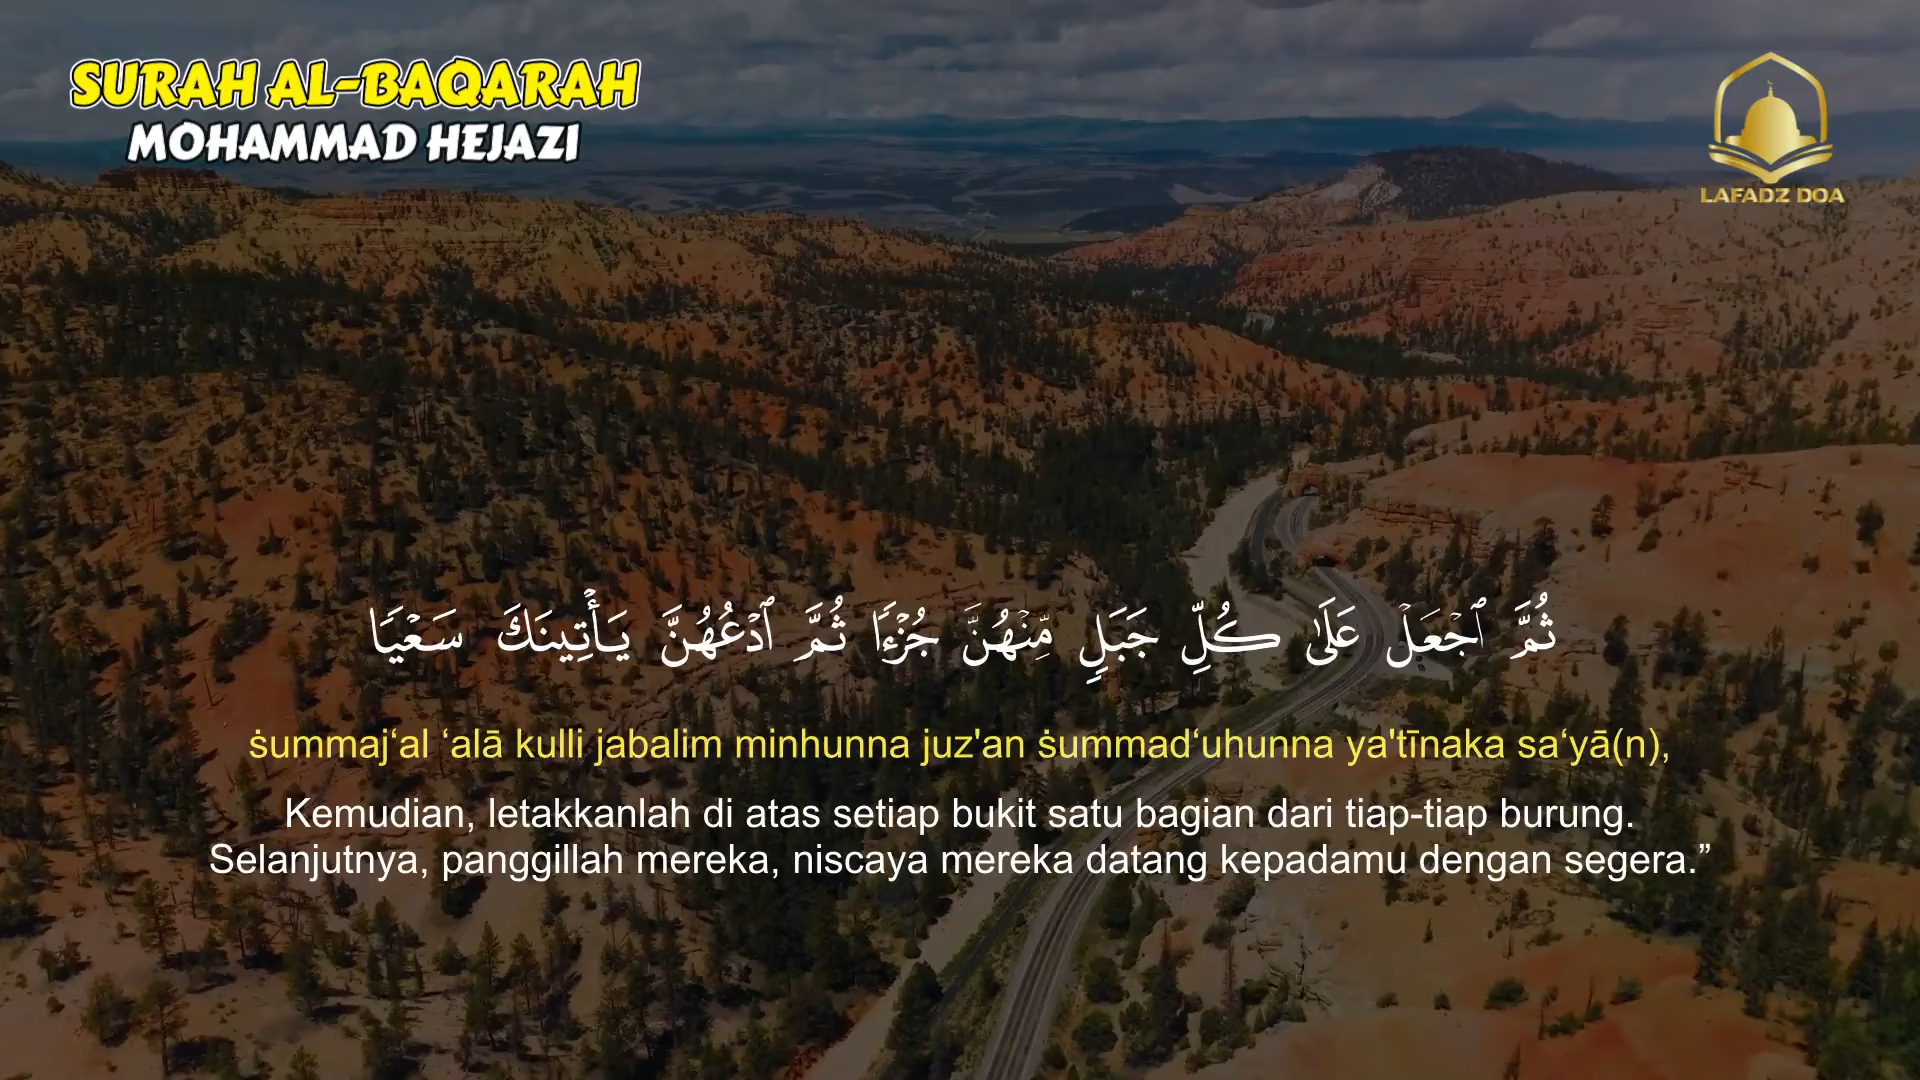 SURAH AL-BAQARAH
MOHAMMAD HEJAZI
LAFADZ DOA
ثُمَّ ٱجْعَلْ عَلَىٰ كُلِّ جَبَلٍ مِّنْهُنَّ جُزْءًا ثُمَّ ٱدْعُهُنَّ يَأْتِينَكَ سَعْيًا
ṡummaj‘al ‘alā kulli jabalim minhunna juz'an ṡummad‘uhunna ya'tīnaka sa‘yā(n),
Kemudian, letakkanlah di atas setiap bukit satu bagian dari tiap-tiap burung.
Selanjutnya, panggillah mereka, niscaya mereka datang kepadamu dengan segera.”